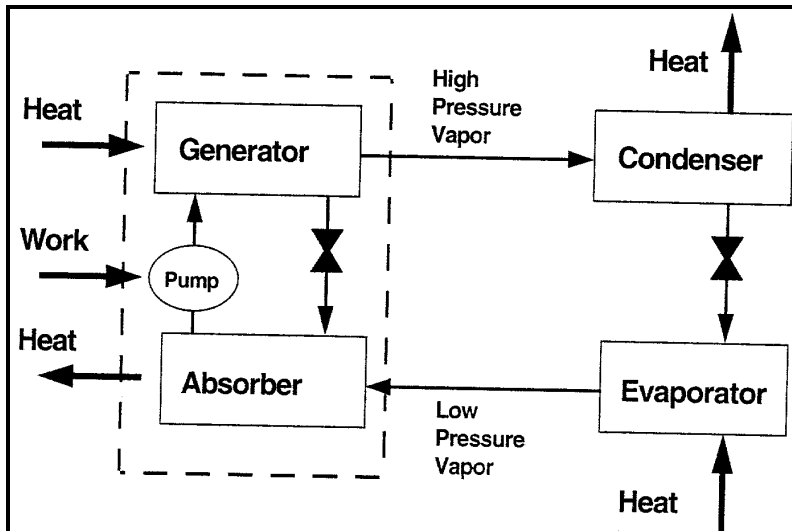 Heat
High
Pressure
Vapor
Heat
Generator
Condenser
Work
Pump
Heat
Absorber
Evaporator
Low
Pressure
Vapor
Heat